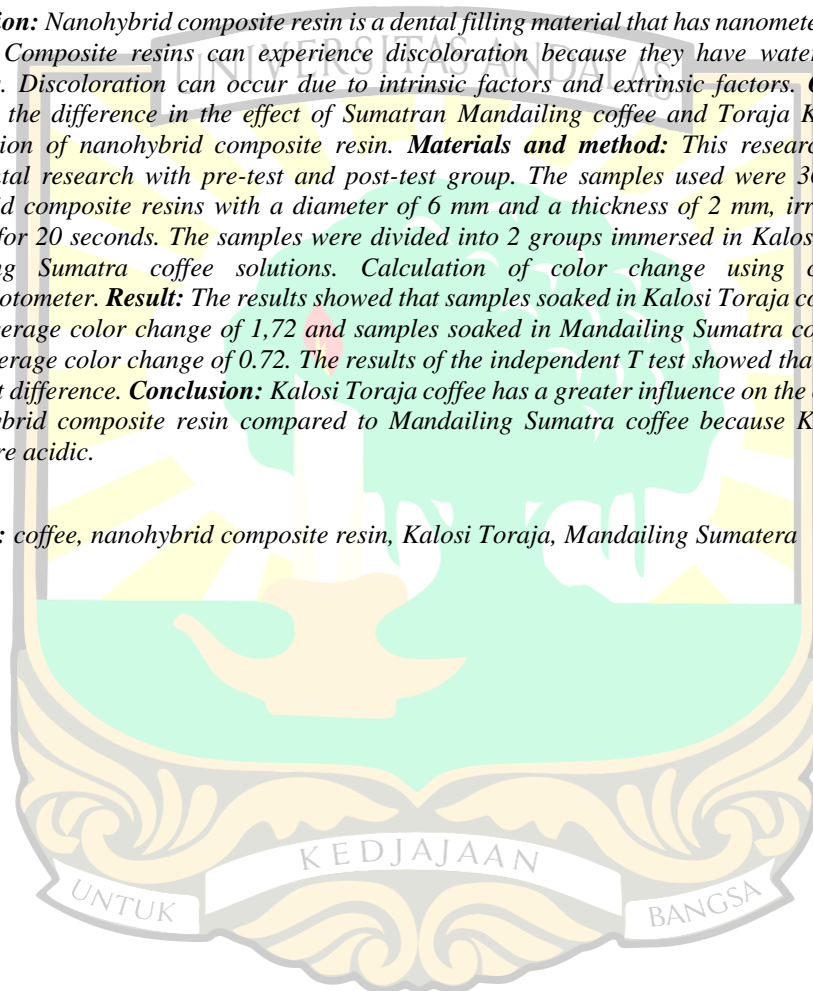 ion: Nanohybrid composite resin is a dental filling material that has nanomete
Composite resins can experience discoloration because they have water
UNIVERSITAS ANDALAS
. Discoloration can occur due to intrinsic factors and extrinsic factors.
the difference in the effect of Sumatran Mandailing coffee and Toraja K
ion of nanohybrid composite resin. Materials and method: This researc
ntal research with pre-test and post-test group. The samples used were 30
id composite resins with a diameter of 6 mm and a thickness of 2 mm, irr
for 20 seconds. The samples were divided into 2 groups immersed in Kalos
ng Sumatra coffee solutions. Calculation of color change using c
otometer. Result: The results showed that samples soaked in Kalosi Toraja co
erage color change of 1,72 and samples soaked in Mandailing Sumatra co
erage color change of 0.72. The results of the independent T test showed tha
t difference. Conclusion: Kalosi Toraja coffee has a greater influence on the
brid composite resin compared to Mandailing Sumatra coffee because K
re acidic.
: coffee, nanohybrid composite resin, Kalosi Toraja, Mandailing Sumatera
KEDJAJAAN
UNTUK BANGSA